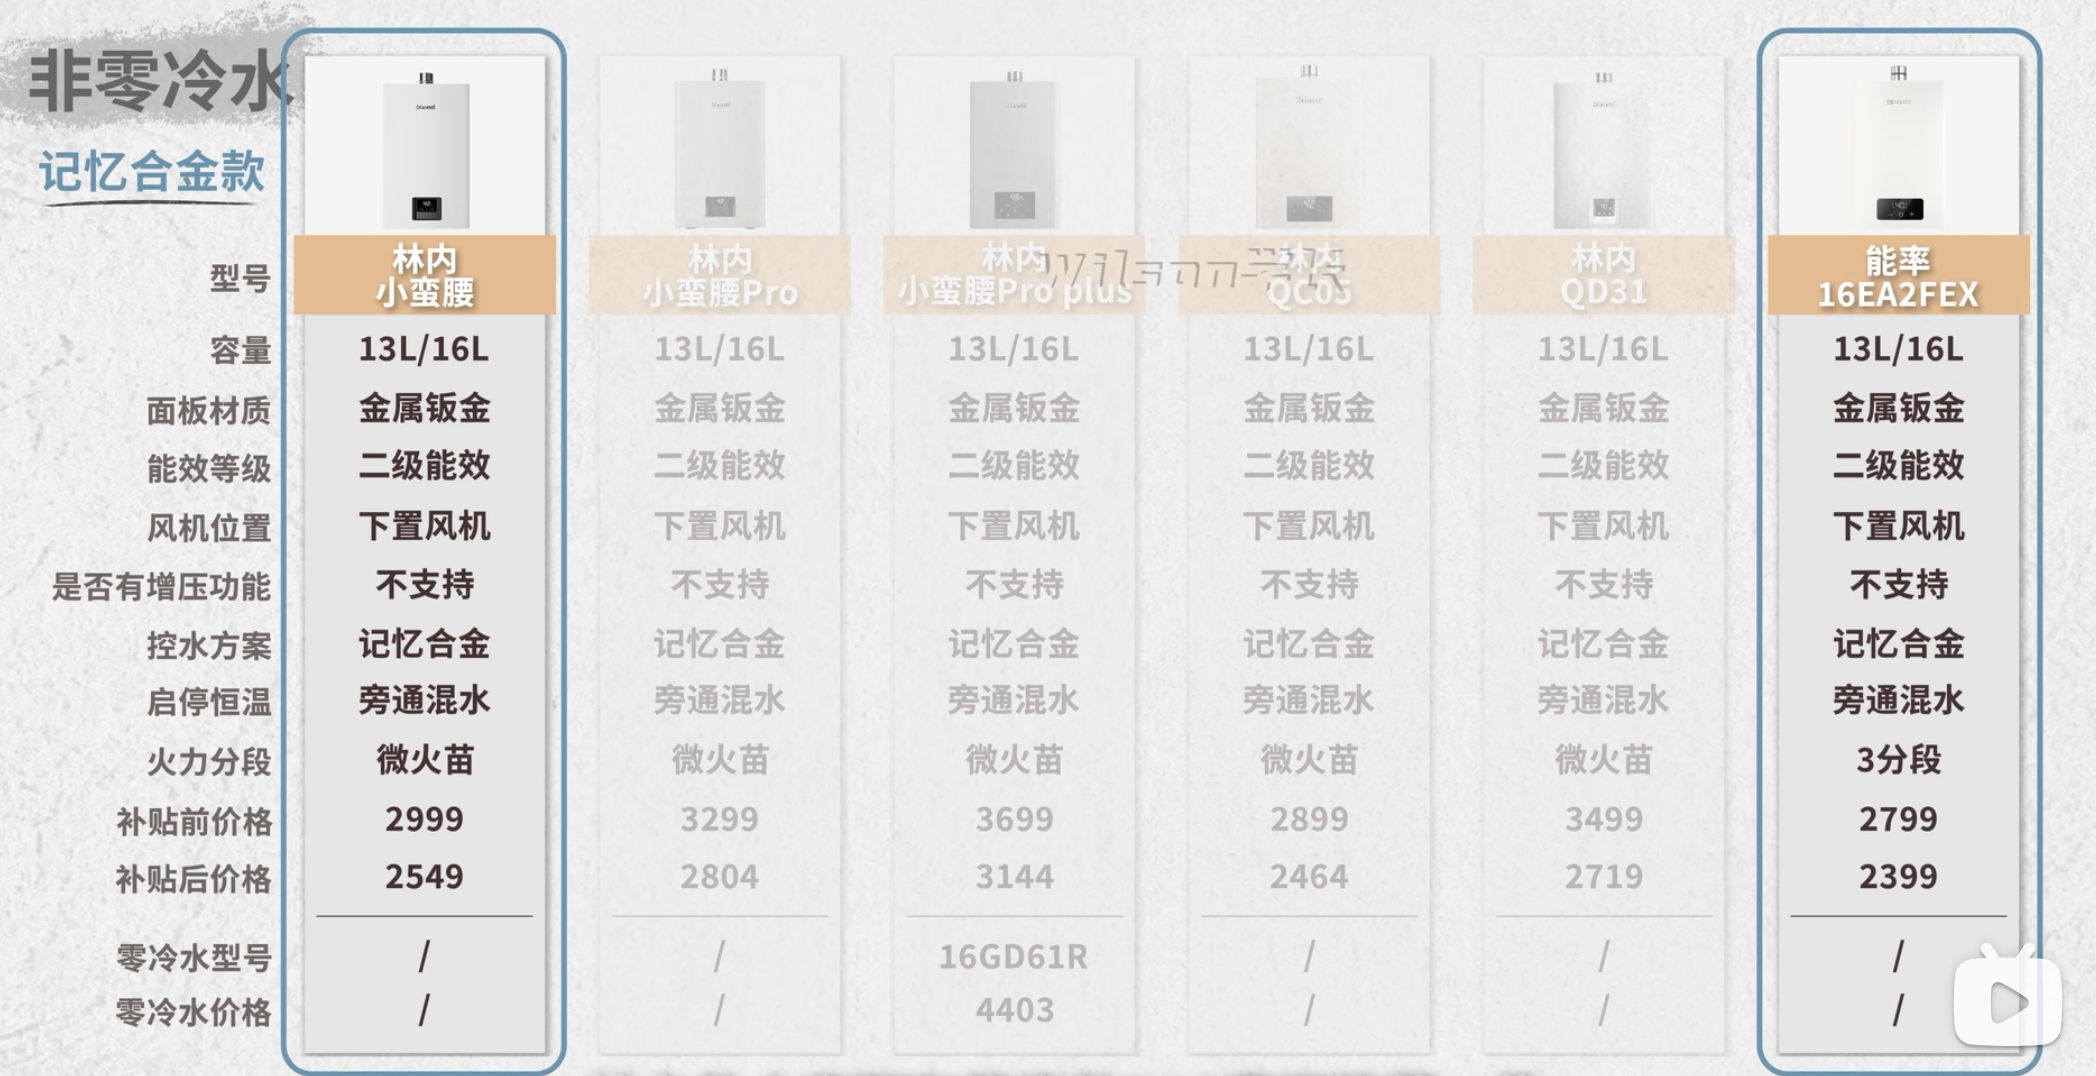 非零冷水
记忆合金款
型号 林内 小蛮腰 林内 小蛮腰Pro 林内 小蛮腰Pro plus 林内 QC05 林内 QD31 能率 16EA2FEX
容量 13L/16L 13L/16L 13L/16L 13L/16L 13L/16L 13L/16L
面板材质 金属钣金 金属钣金 金属钣金 金属钣金 金属钣金 金属钣金
能效等级 二级能效 二级能效 二级能效 二级能效 二级能效 二级能效
风机位置 下置风机 下置风机 下置风机 下置风机 下置风机 下置风机
是否有增压功能 不支持 不支持 不支持 不支持 不支持 不支持
控水方案 记忆合金 记忆合金 记忆合金 记忆合金 记忆合金 记忆合金
启停恒温 旁通混水 旁通混水 旁通混水 旁通混水 旁通混水 旁通混水
火力分段 微火苗 微火苗 微火苗 微火苗 微火苗 3分段
补贴前价格 2999 3299 3699 2899 3499 2799
补贴后价格 2549 2804 3144 2464 2719 2399
零冷水型号 / / 16GD61R / / /
零冷水价格 / / 4403 / / /